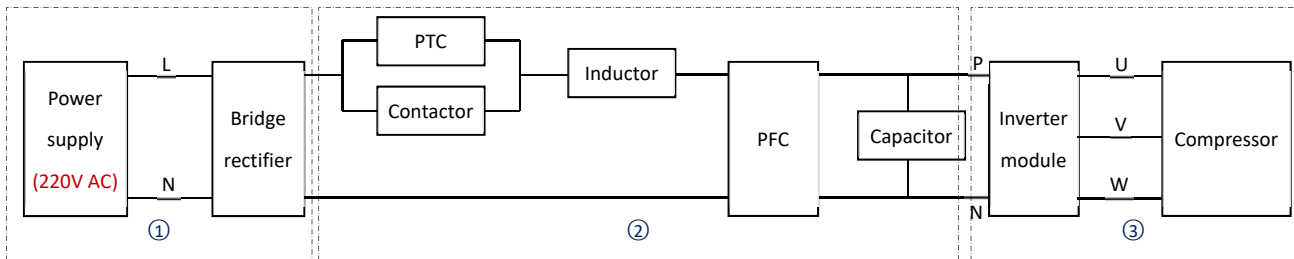 L
Power
supply
(220V AC)
N
①
Bridge
rectifier
PTC
Contactor
Inductor
PFC
Capacitor
②
P
N
Inverter
module
U
V
W
③
Compressor